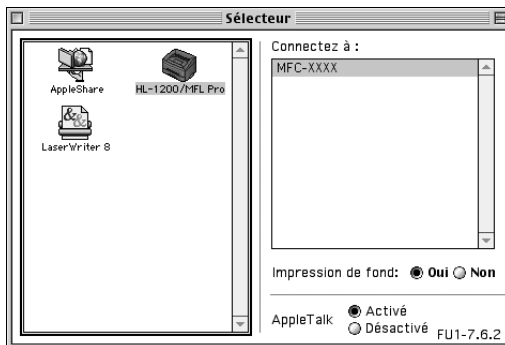 Sélecteur
AppleShare
HL-1200/MFL Pro
LaserWriter 8
Connectez à :
MFC-XXXX
Impression de fond: Oui Non
AppleTalk
Activé
Désactivé
FU1-7.6.2